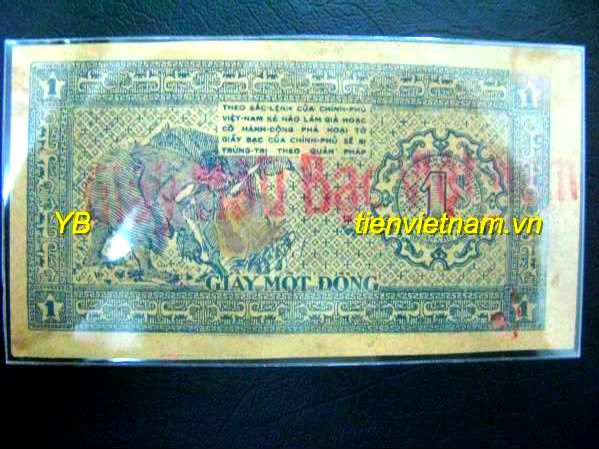 1
1
THEO SẮC-LỆNH CỦA CHÍNH-PHỦ
VIỆT-NAM KẺ NÀO LÀM GIẢ HOẶC
CÓ HÀNH-ĐỘNG PHÁ HOẠI TỜ
GIẤY BẠC CỦA CHÍNH-PHỦ SẼ BỊ
TRỪNG-TRỊ THEO QUÂN PHÁP
Bạc
1
YB
tienvietnam.vn
GIẤY MỘT ĐỒNG
1
1